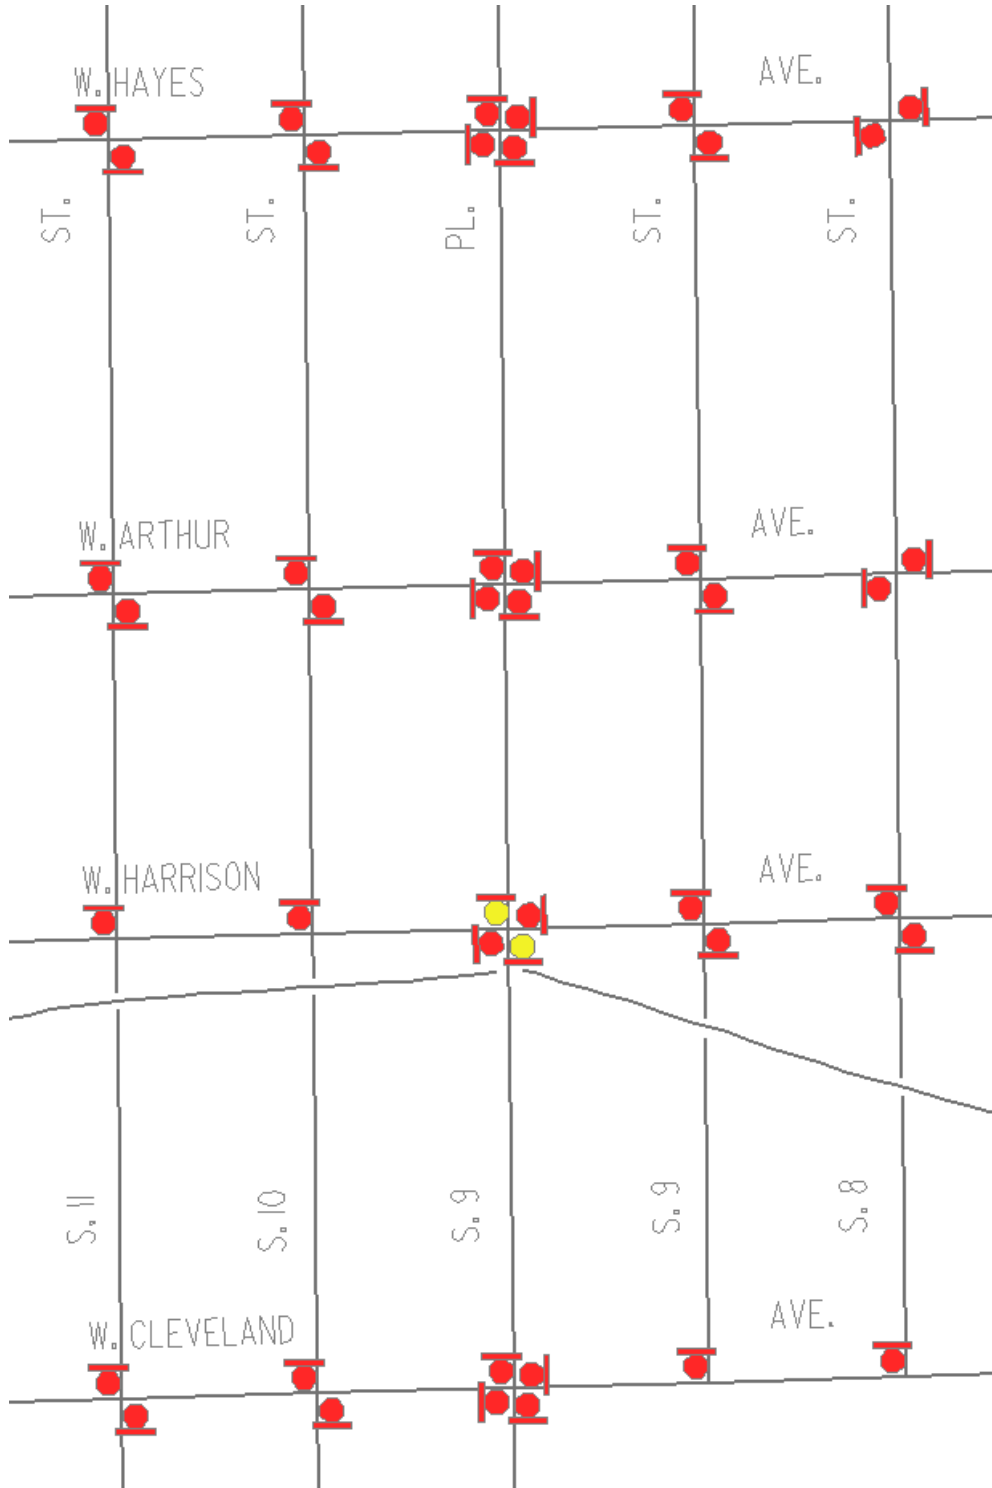 W. HAYES AVE.
ST. ST. PL. ST. ST.
W. ARTHUR AVE.
W. HARRISON AVE.
S. 11 S. 10 S. 9 S. 9 S. 8
W. CLEVELAND AVE.